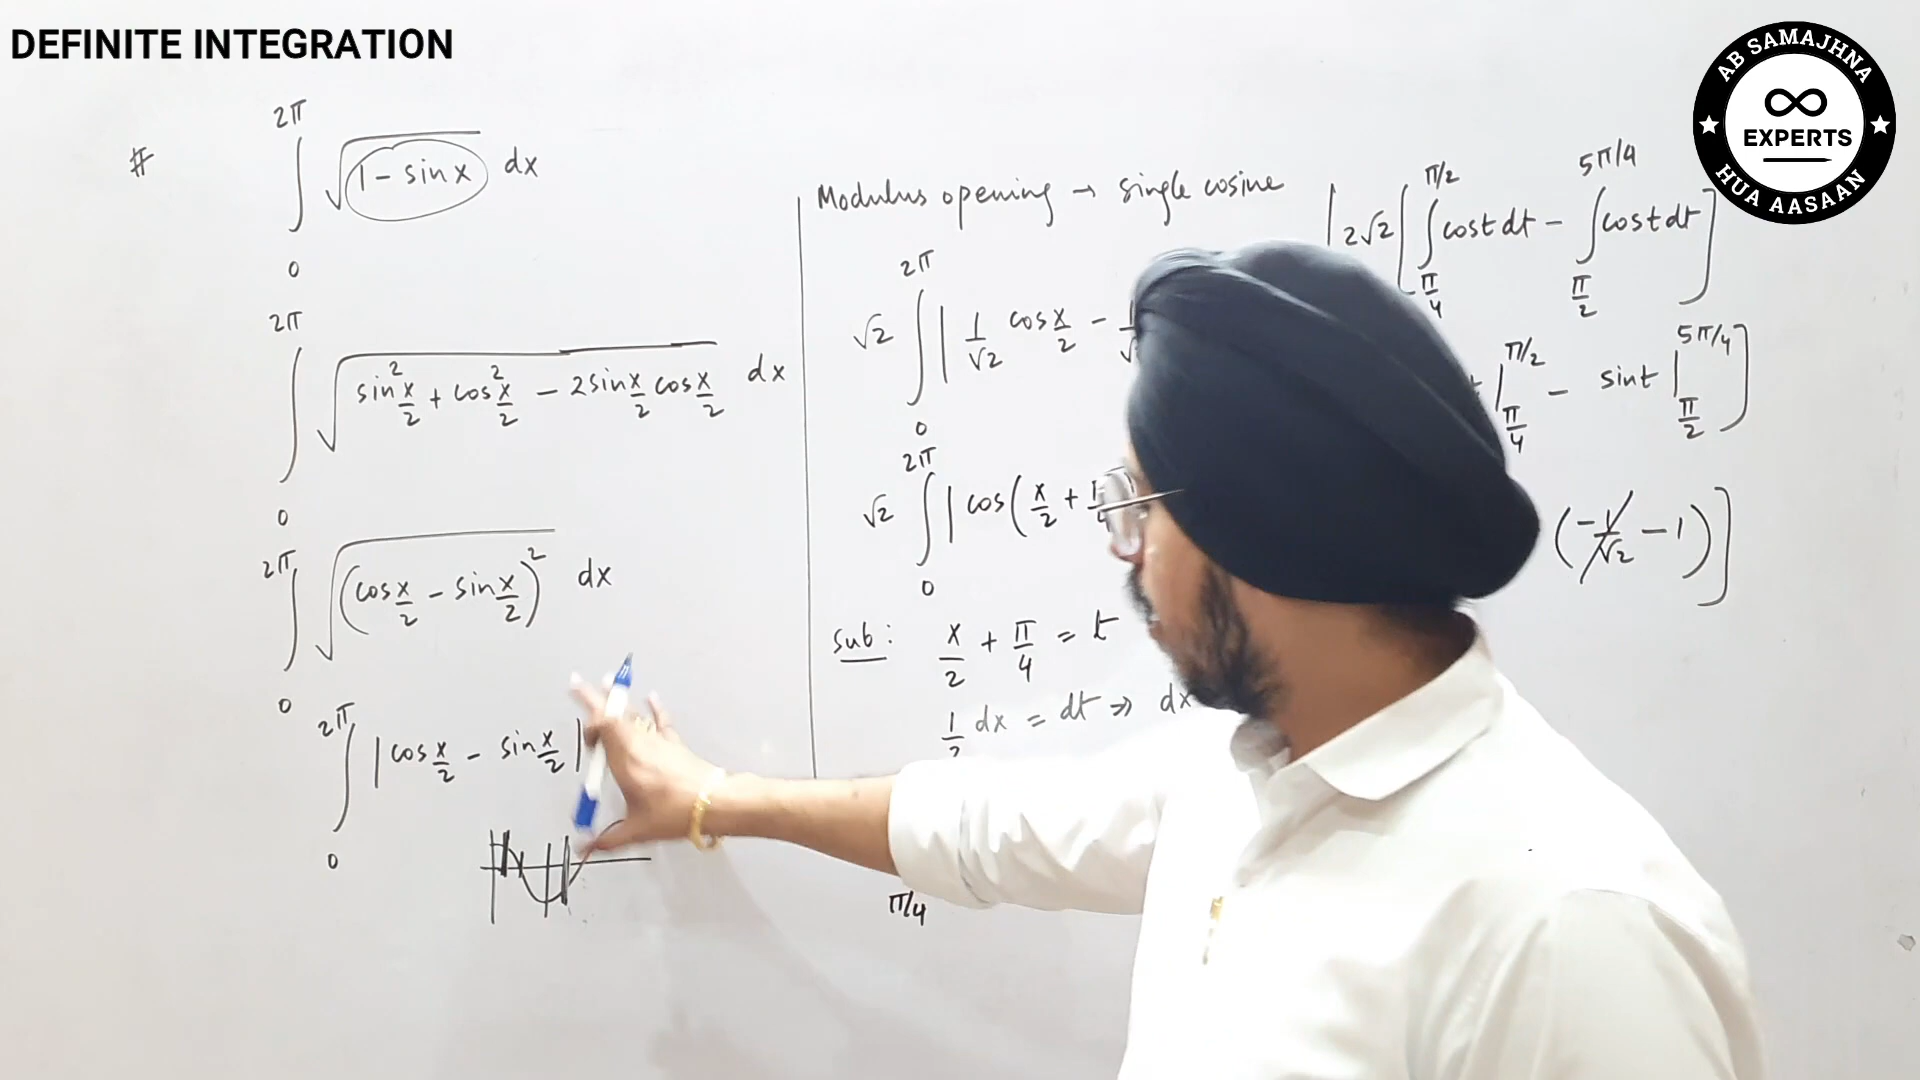 DEFINITE INTEGRATION
AB SAMAJHNA
∞
EXPERTS
HUA AASAAN
# ∫₀^{2π} √(1 - sin x) dx
∫₀^{2π} √(sin² x/2 + cos² x/2 - 2 sin x/2 cos x/2) dx
∫₀^{2π} √((cos x/2 - sin x/2)²) dx
∫₀^{2π} |cos x/2 - sin x/2|
Modulus opening → single cosine
√2 ∫₀^{2π} | 1/√2 cos x/2 -
√2 ∫₀^{2π} | cos(x/2 +
Sub: x/2 + π/4 = t
1/2 dx = dt ⇒ dx
π/4
2√2 [ ∫_{π/4}^{π/2} cos t dt - ∫_{π/2}^{5π/4} cos t dt ]
t |_{π/4}^{π/2} - sin t |_{π/2}^{5π/4} ]
(-1/√2 - 1) ]